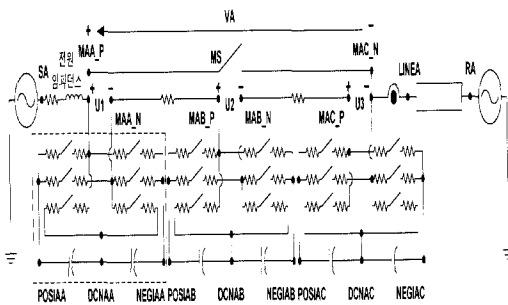 VA
MAA_P
MS
MAC_N
SA
전원
임피던스
U1
U2
U3
LINEA
RA
MAA_N
MAB_P
MAB_N
MAC_P
POSIAA
DCNAA
NEGIAA
POSIAB
DCNAB
NEGIAB
POSIAC
DCNAC
NEGIAC